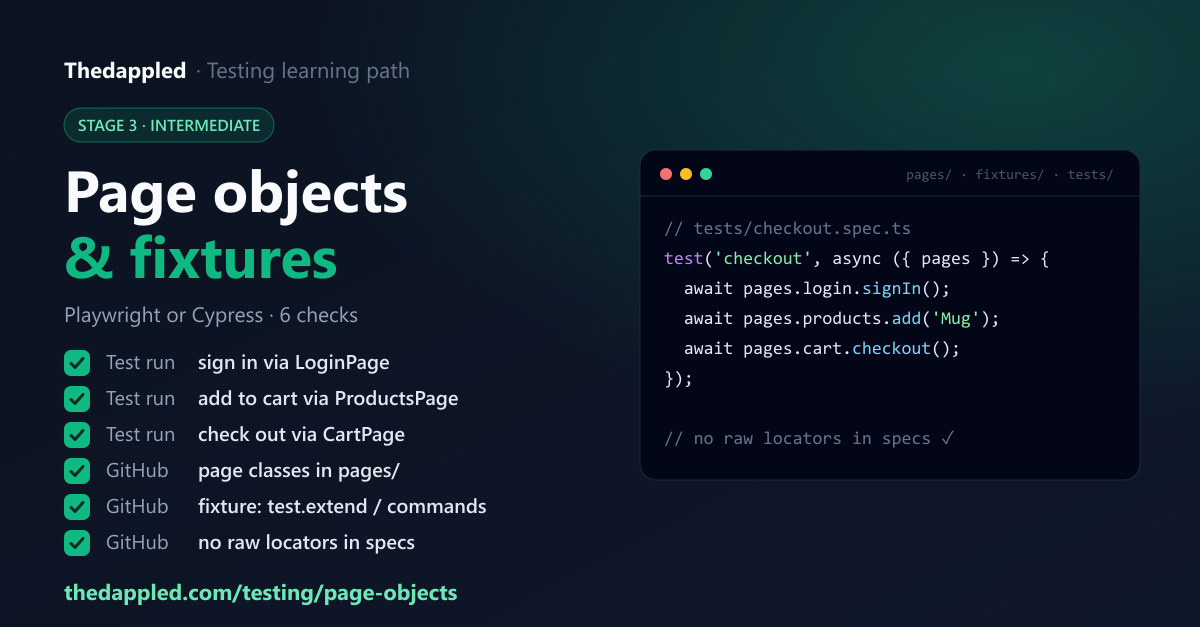 Thedappled · Testing learning path
STAGE 3 · INTERMEDIATE
Page objects
& fixtures
Playwright or Cypress · 6 checks
Test run sign in via LoginPage
Test run add to cart via ProductsPage
Test run check out via CartPage
GitHub page classes in pages/
GitHub fixture: test.extend / commands
GitHub no raw locators in specs
thedappled.com/testing/page-objects
pages/ · fixtures/ · tests/
// tests/checkout.spec.ts
test('checkout', async ({ pages }) => {
  await pages.login.signIn();
  await pages.products.add('Mug');
  await pages.cart.checkout();
});
// no raw locators in specs ✓